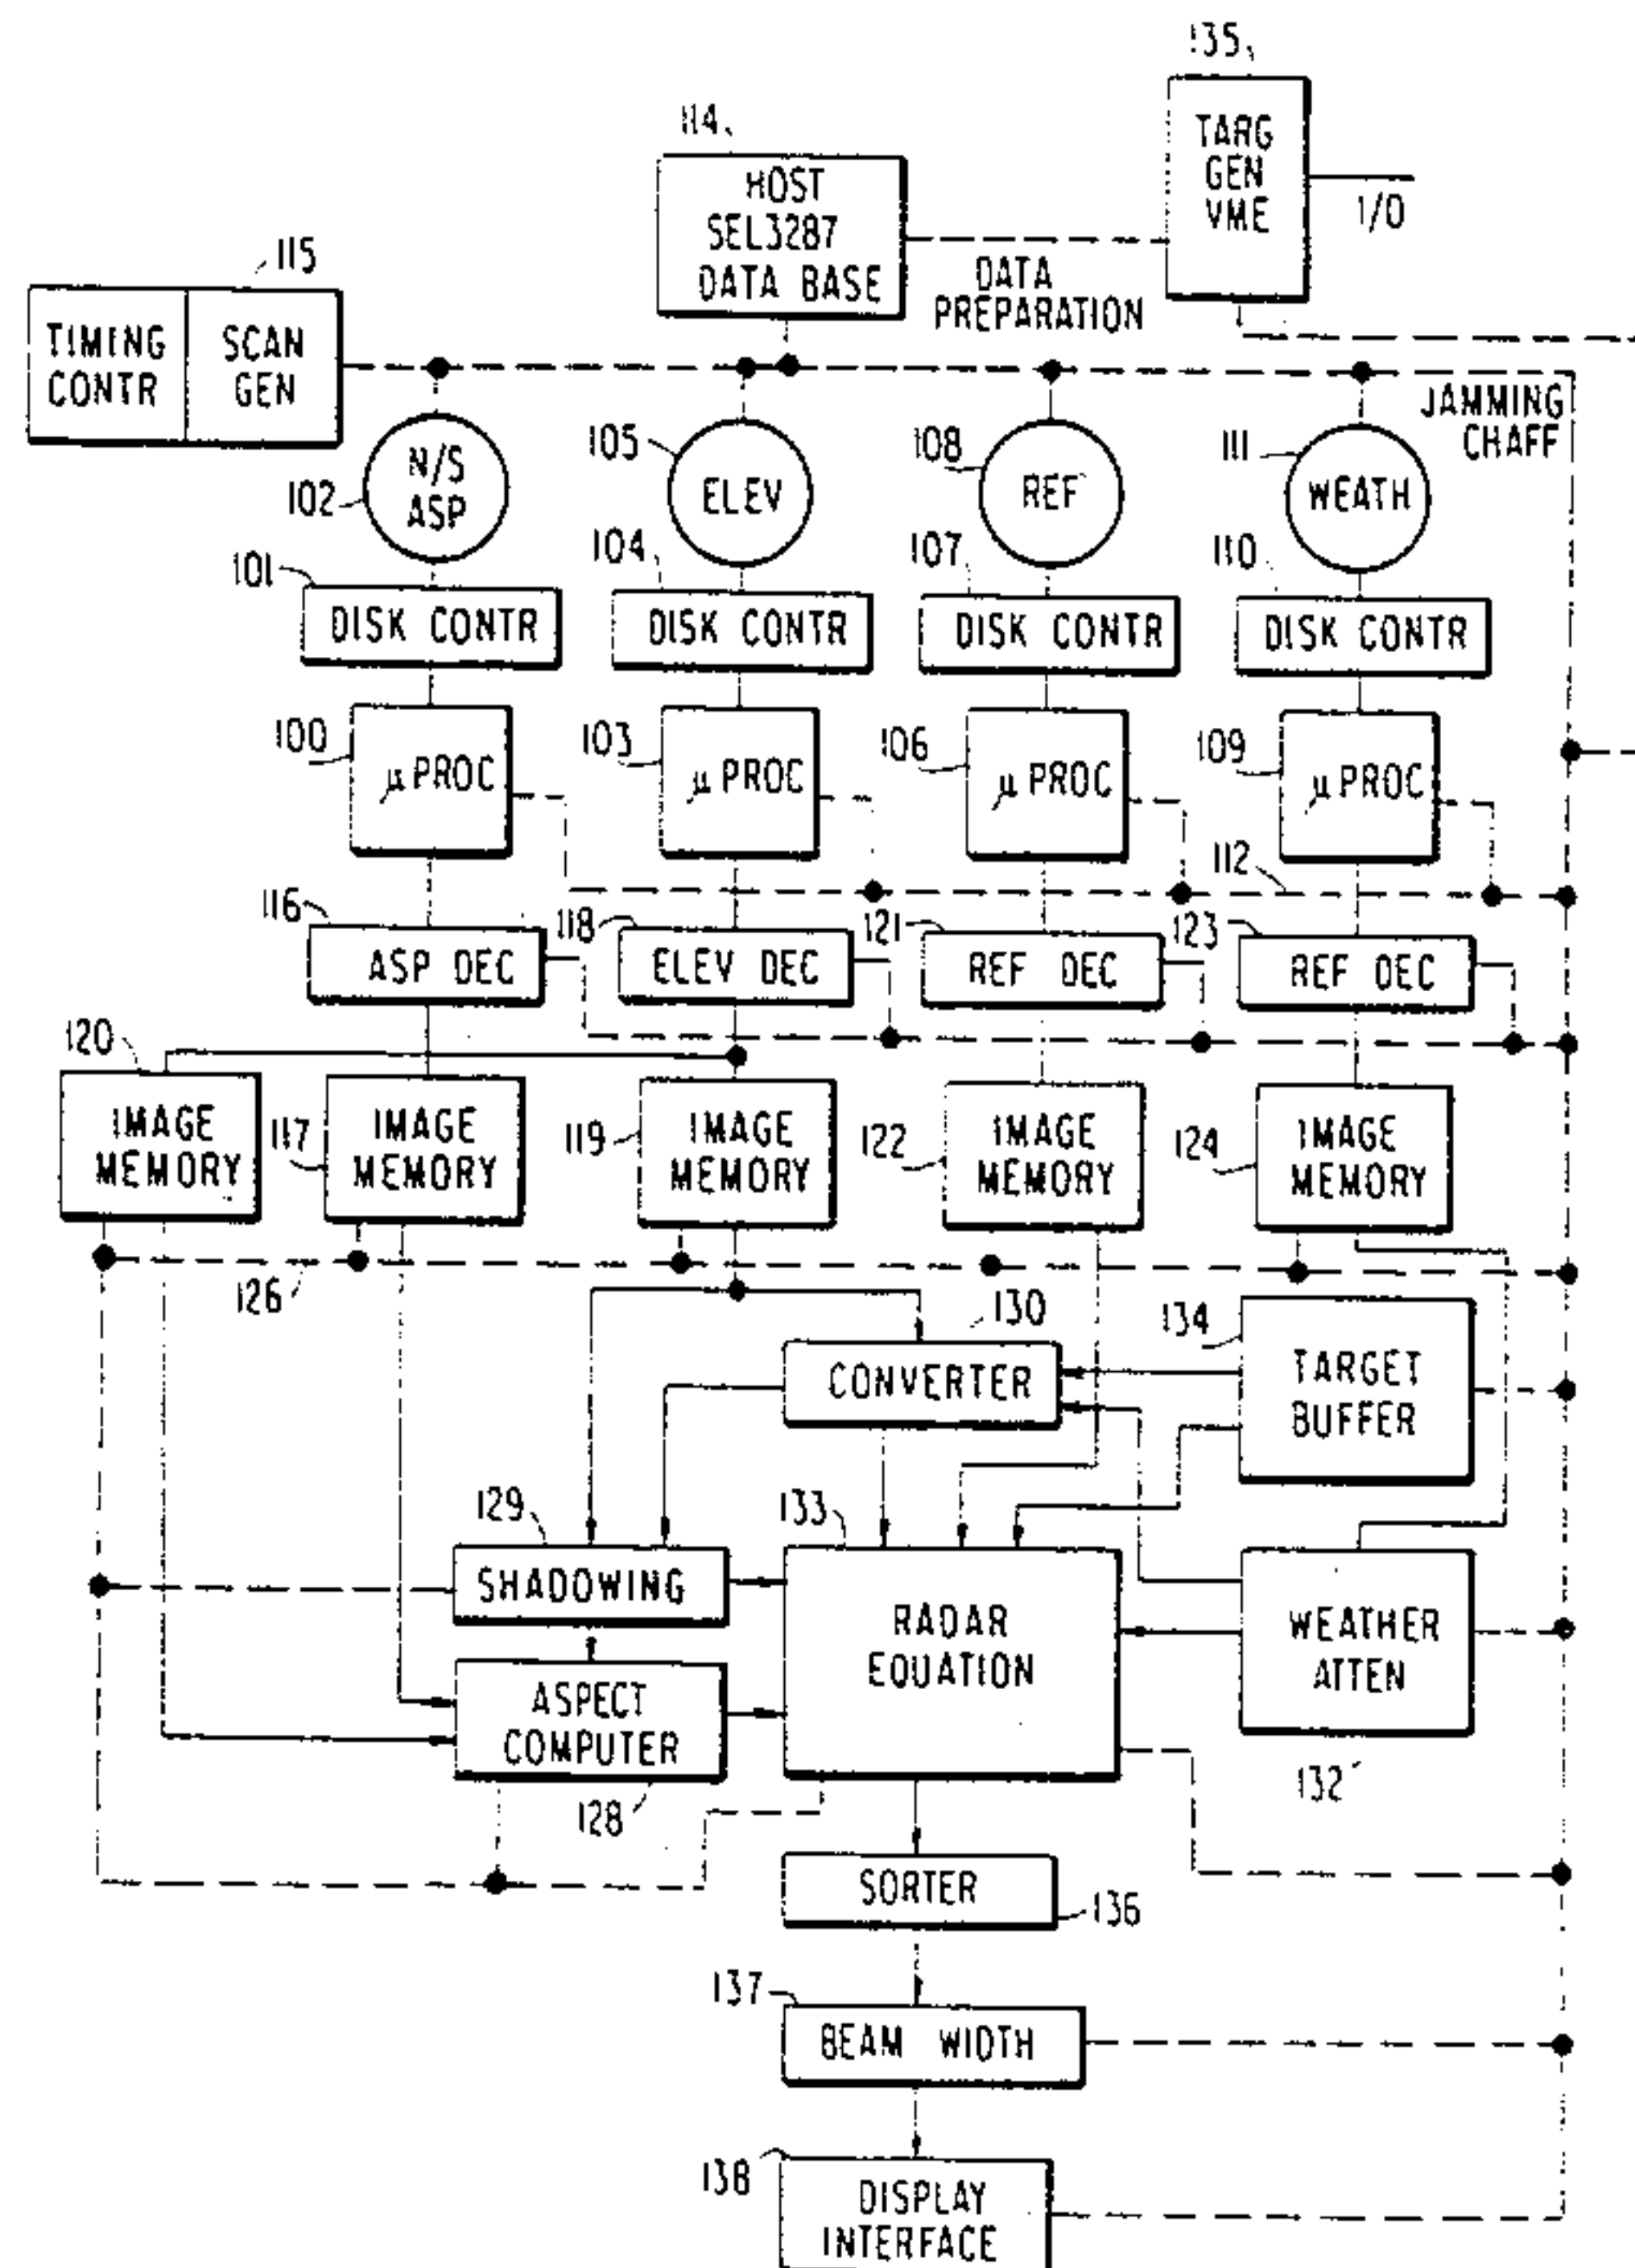 135
114
TARG
GEN
VME
I/O
HOST
SEL3287
DATA BASE
DATA
PREPARATION
115
TIMING
CONTR
SCAN
GEN
JAMMING
CHAFF
102
N/S
ASP
105
ELEV
108
REF
111
WEATH
101
DISK CONTR
104
DISK CONTR
107
DISK CONTR
110
DISK CONTR
100
μ PROC
103
μ PROC
106
μ PROC
109
μ PROC
112
116
ASP DEC
118
ELEV DEC
121
REF DEC
123
REF DEC
120
IMAGE
MEMORY
117
IMAGE
MEMORY
119
IMAGE
MEMORY
122
IMAGE
MEMORY
124
IMAGE
MEMORY
126
130
CONVERTER
134
TARGET
BUFFER
129
SHADOWING
133
RADAR
EQUATION
WEATHER
ATTEN
132
ASPECT
COMPUTER
128
SORTER
136
137
BEAM WIDTH
138
DISPLAY
INTERFACE